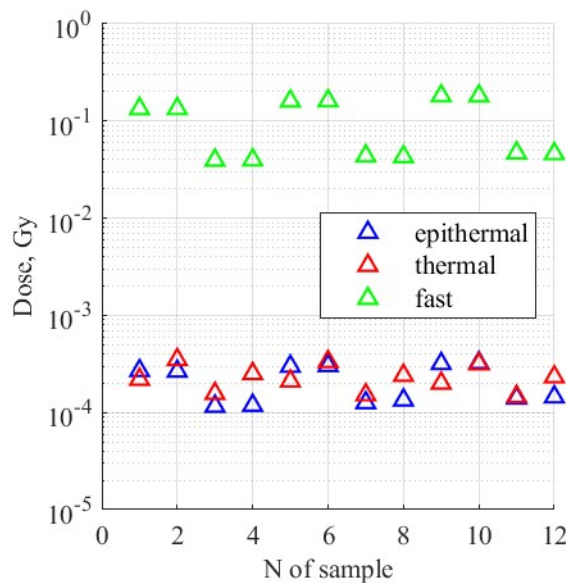 10^0
10^-1
10^-2
10^-3
10^-4
10^-5
Dose, Gy
epithermal
thermal
fast
0 2 4 6 8 10 12
N of sample